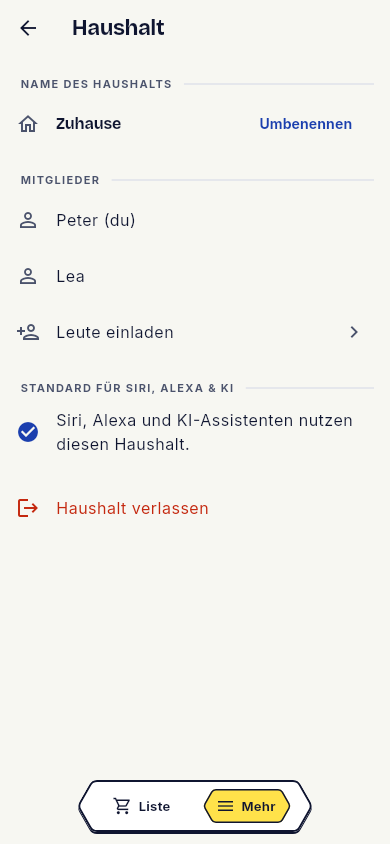 Haushalt
NAME DES HAUSHALTS
Zuhause
Umbenennen
MITGLIEDER
Peter (du)
Lea
Leute einladen
STANDARD FÜR SIRI, ALEXA & KI
Siri, Alexa und KI-Assistenten nutzen
diesen Haushalt.
Haushalt verlassen
Liste
Mehr